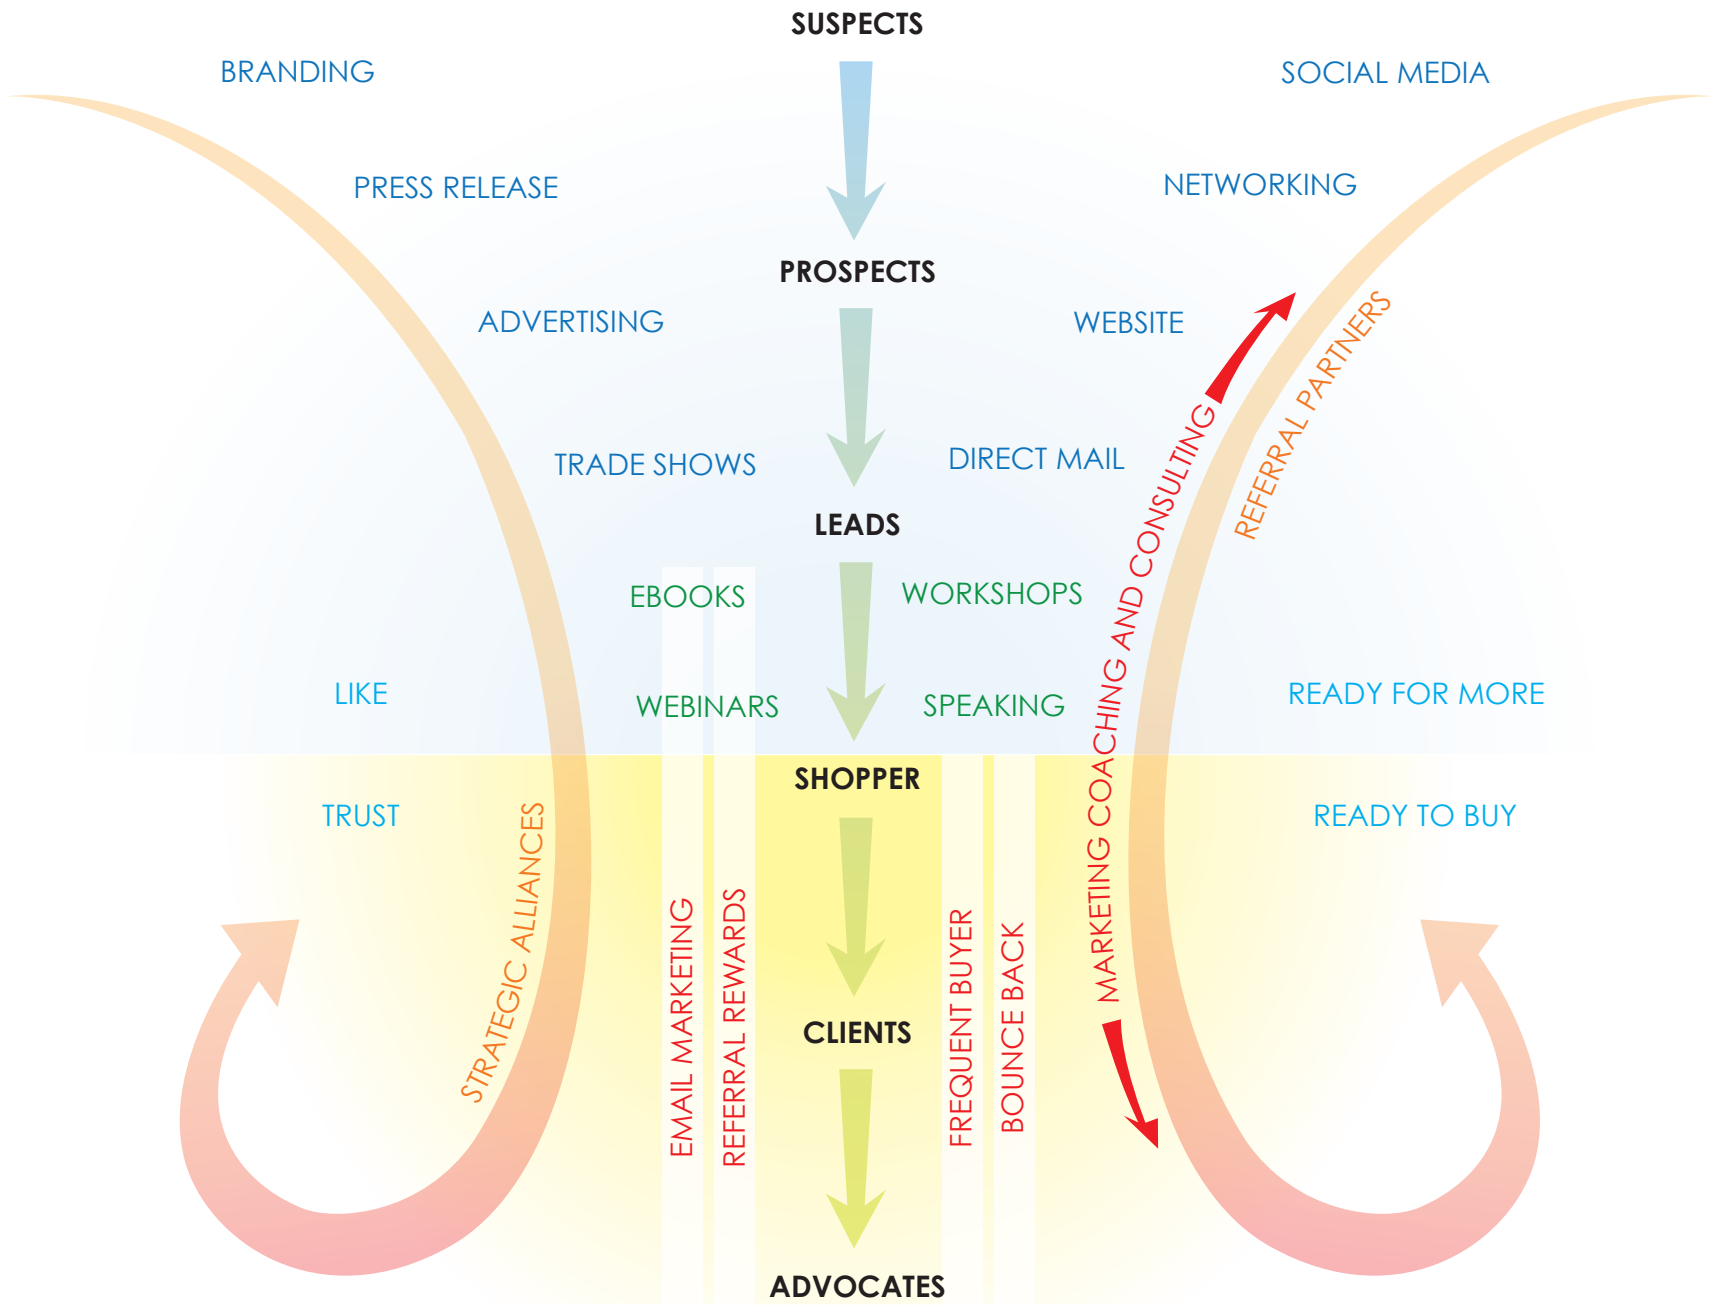 SUSPECTS
BRANDING
SOCIAL MEDIA
PRESS RELEASE
NETWORKING
PROSPECTS
ADVERTISING
WEBSITE
REFERRAL PARTNERS
TRADE SHOWS
DIRECT MAIL
MARKETING COACHING AND CONSULTING
LEADS
EBOOKS
WORKSHOPS
LIKE
WEBINARS
SPEAKING
READY FOR MORE
SHOPPER
TRUST
READY TO BUY
STRATEGIC ALLIANCES
EMAIL MARKETING
REFERRAL REWARDS
FREQUENT BUYER
BOUNCE BACK
CLIENTS
ADVOCATES